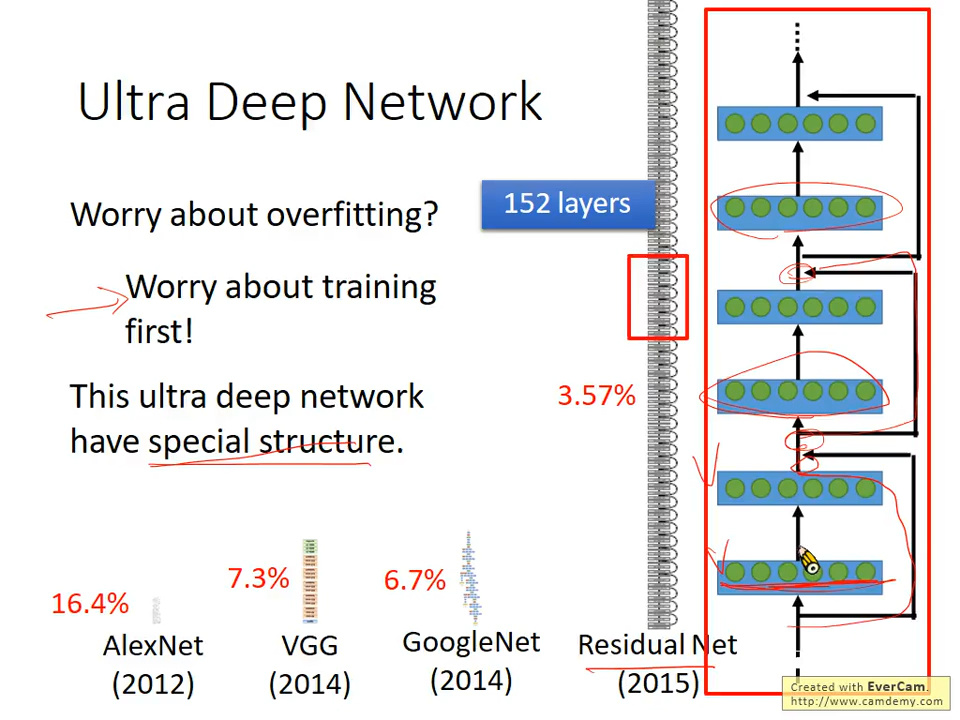 Ultra Deep Network
Worry about overfitting?
152 layers
Worry about training
first!
This ultra deep network
have special structure.
3.57%
16.4%
7.3%
6.7%
AlexNet
(2012)
VGG
(2014)
GoogleNet
(2014)
Residual Net
(2015)
Created with EverCam.
http://www.camdemy.com